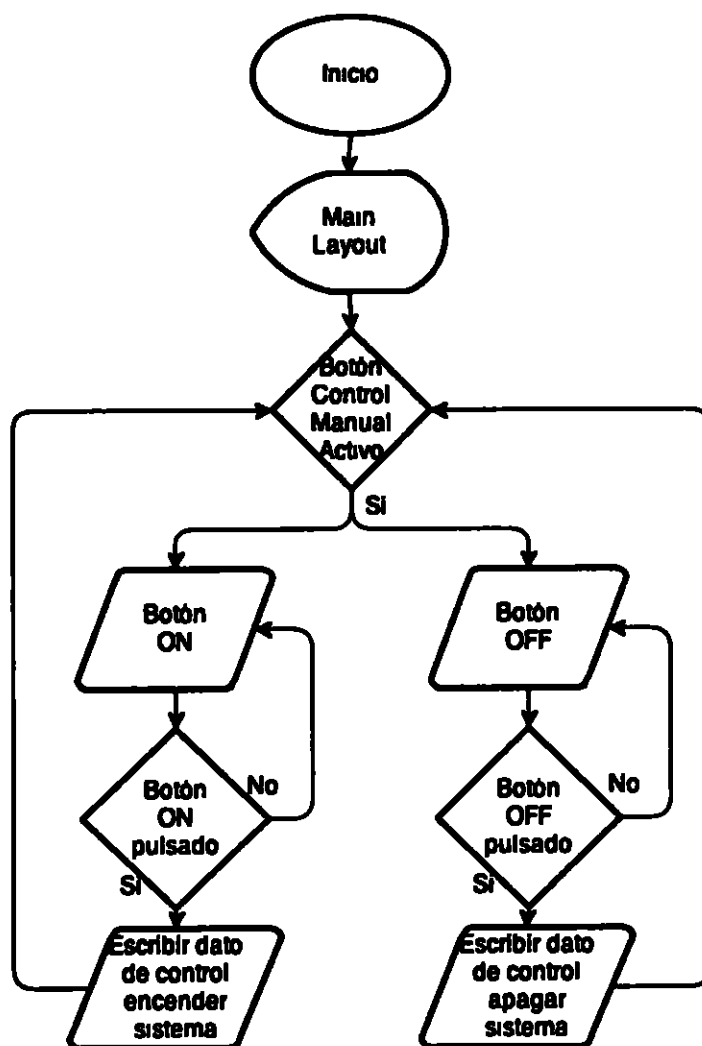 Inicio
Main
Layout
Botón
Control
Manual
Activo
Si
Botón
ON
Botón
OFF
Botón
ON
pulsado
No
Si
Botón
OFF
pulsado
No
Si
Escribir dato
de control
encender
sistema
Escribir dato
de control
apagar
sistema